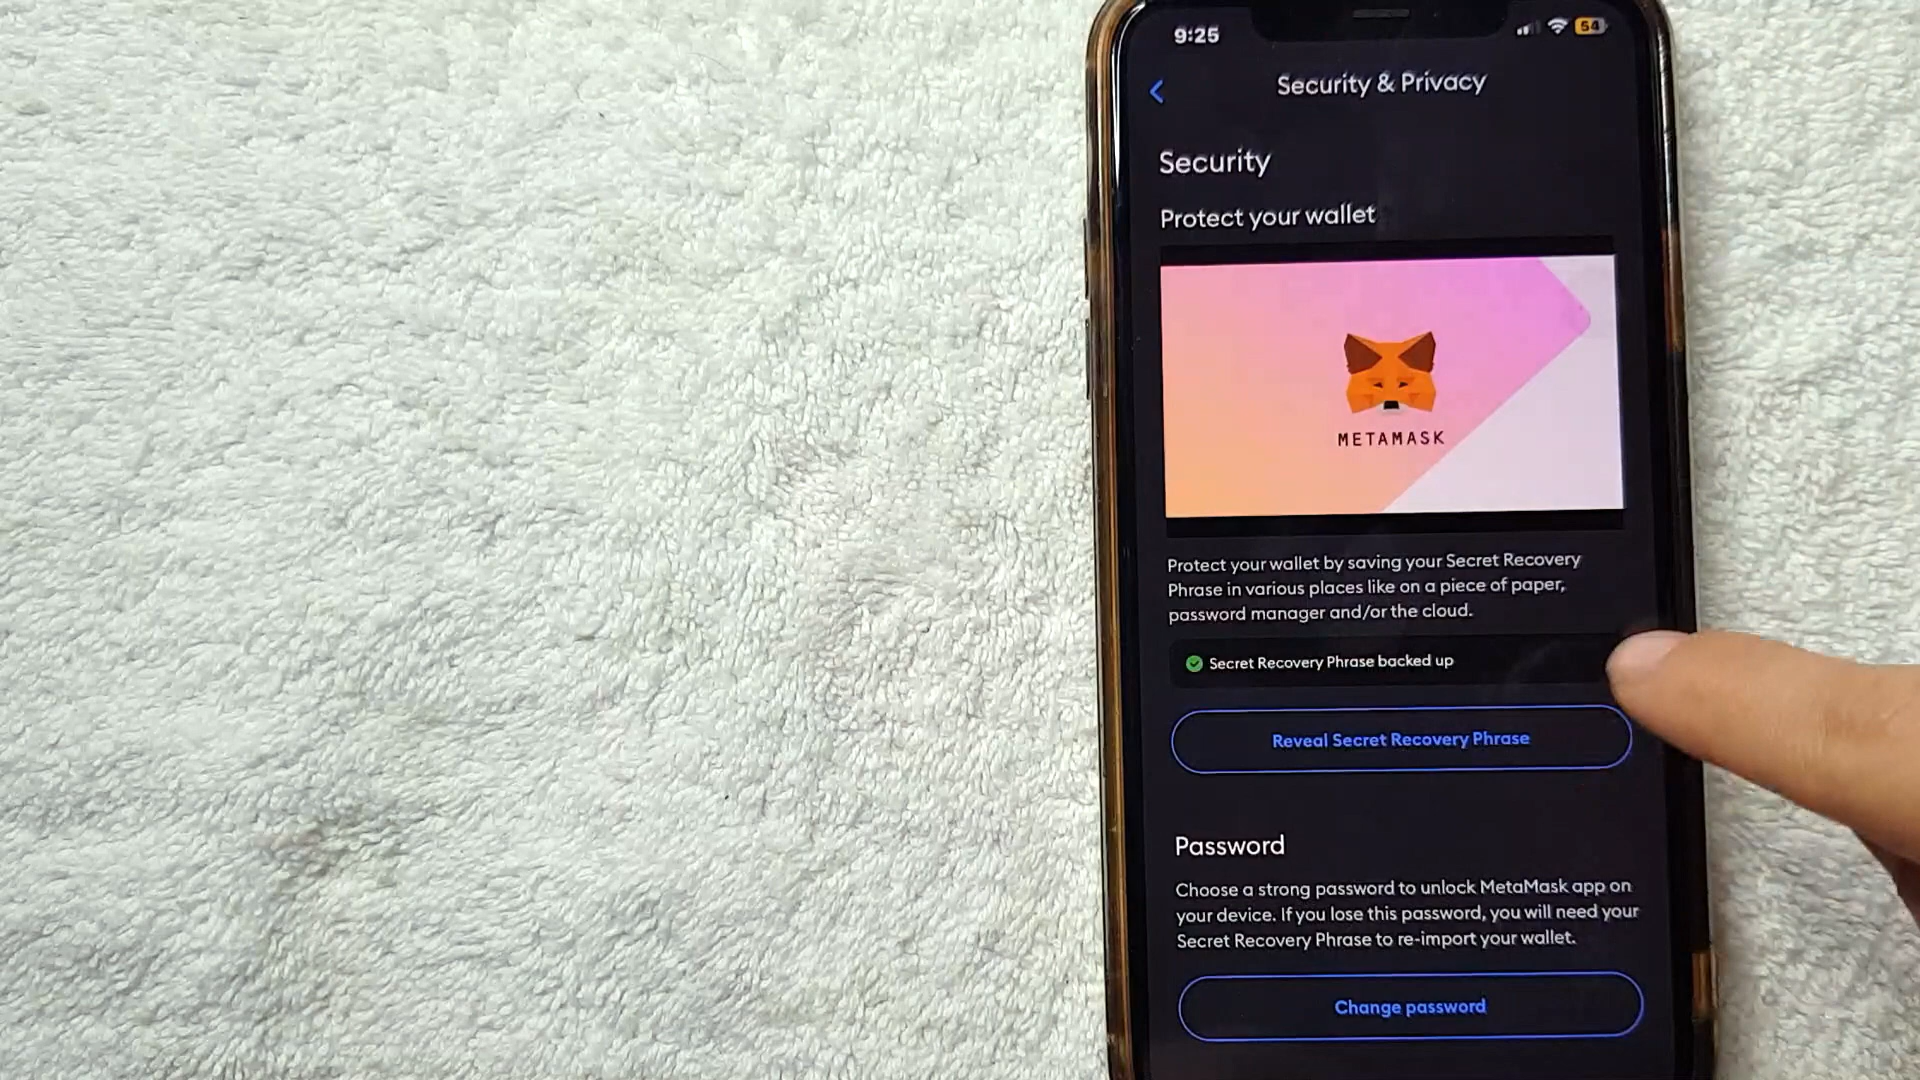 9:25
54
Security & Privacy
Security
Protect your wallet
METAMASK
Protect your wallet by saving your Secret Recovery
Phrase in various places like on a piece of paper,
password manager and/or the cloud.
Secret Recovery Phrase backed up
Reveal Secret Recovery Phrase
Password
Choose a strong password to unlock MetaMask app on
your device. If you lose this password, you will need your
Secret Recovery Phrase to re-import your wallet.
Change password